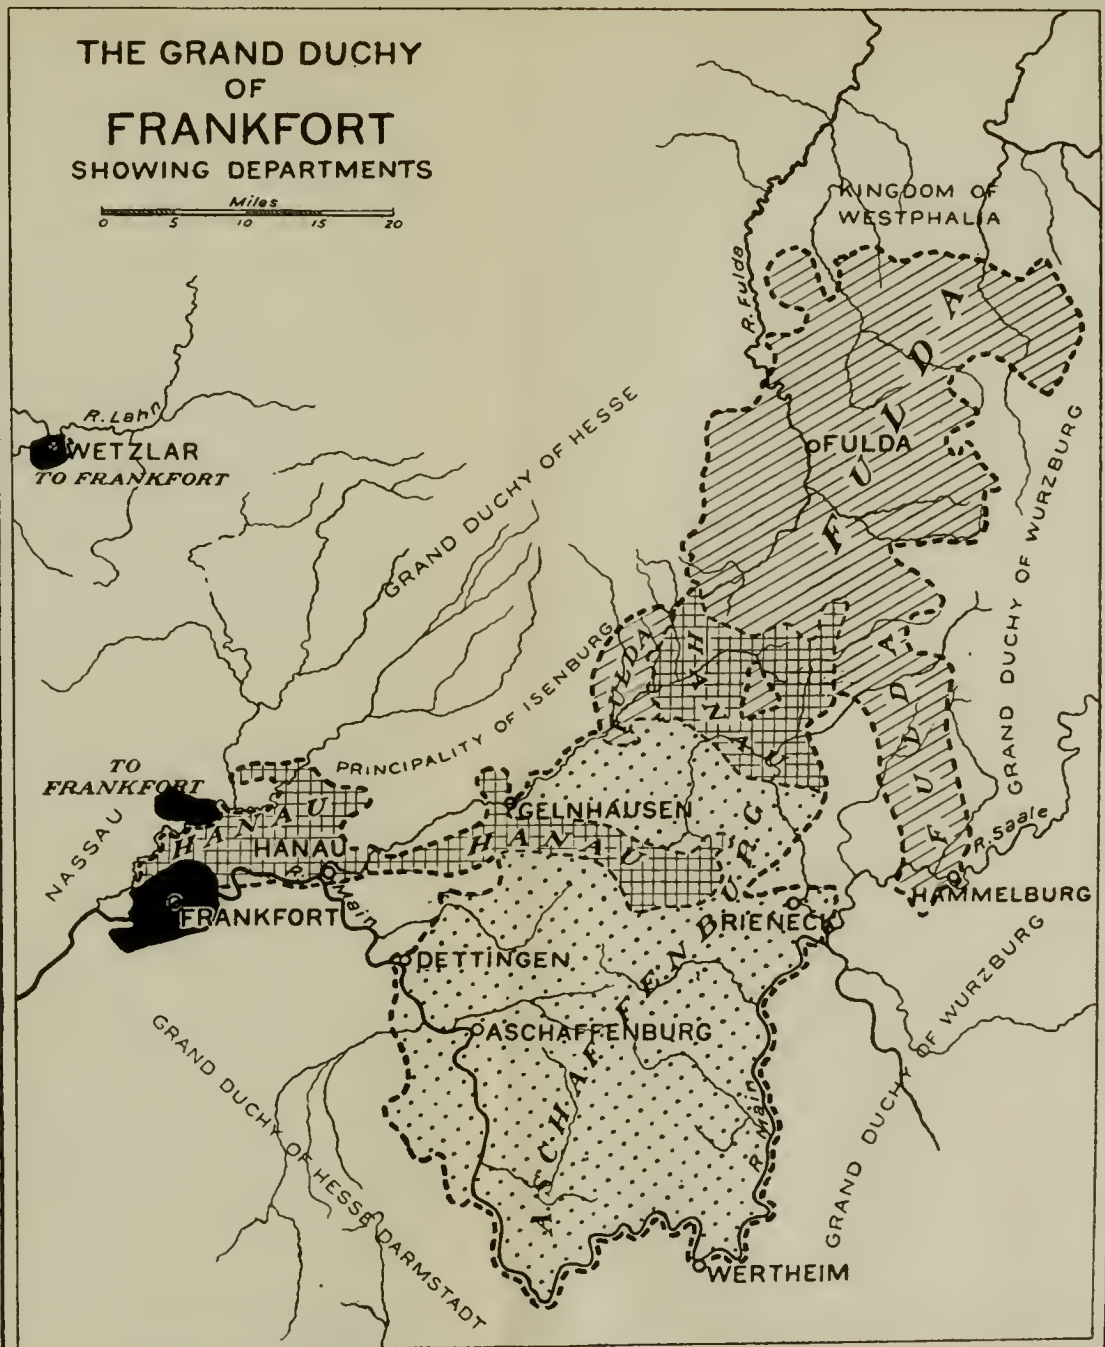 THE GRAND DUCHY
OF
FRANKFORT
SHOWING DEPARTMENTS
Miles
0 5 10 15 20
KINGDOM OF
WESTPHALIA
R. Fulda
FULDA
R. Lahn
WETZLAR
TO FRANKFORT
FULDA
GRAND DUCHY OF HESSE
GRAND DUCHY OF WURZBURG
FULDA
HANAU
FULDA
PRINCIPALITY OF ISENBURG
TO
FRANKFORT
NASSAU
HANAU
HANAU
GELNHAUSEN
HANAU
R. Main
FRANKFORT
R. Saale
HAMMELBURG
BRIENECK
DETTINGEN
ASCHAFFENBURG
ASCHAFFENBURG
GRAND DUCHY OF WURZBURG
R. Main
GRAND DUCHY OF HESSE DARMSTADT
WERTHEIM